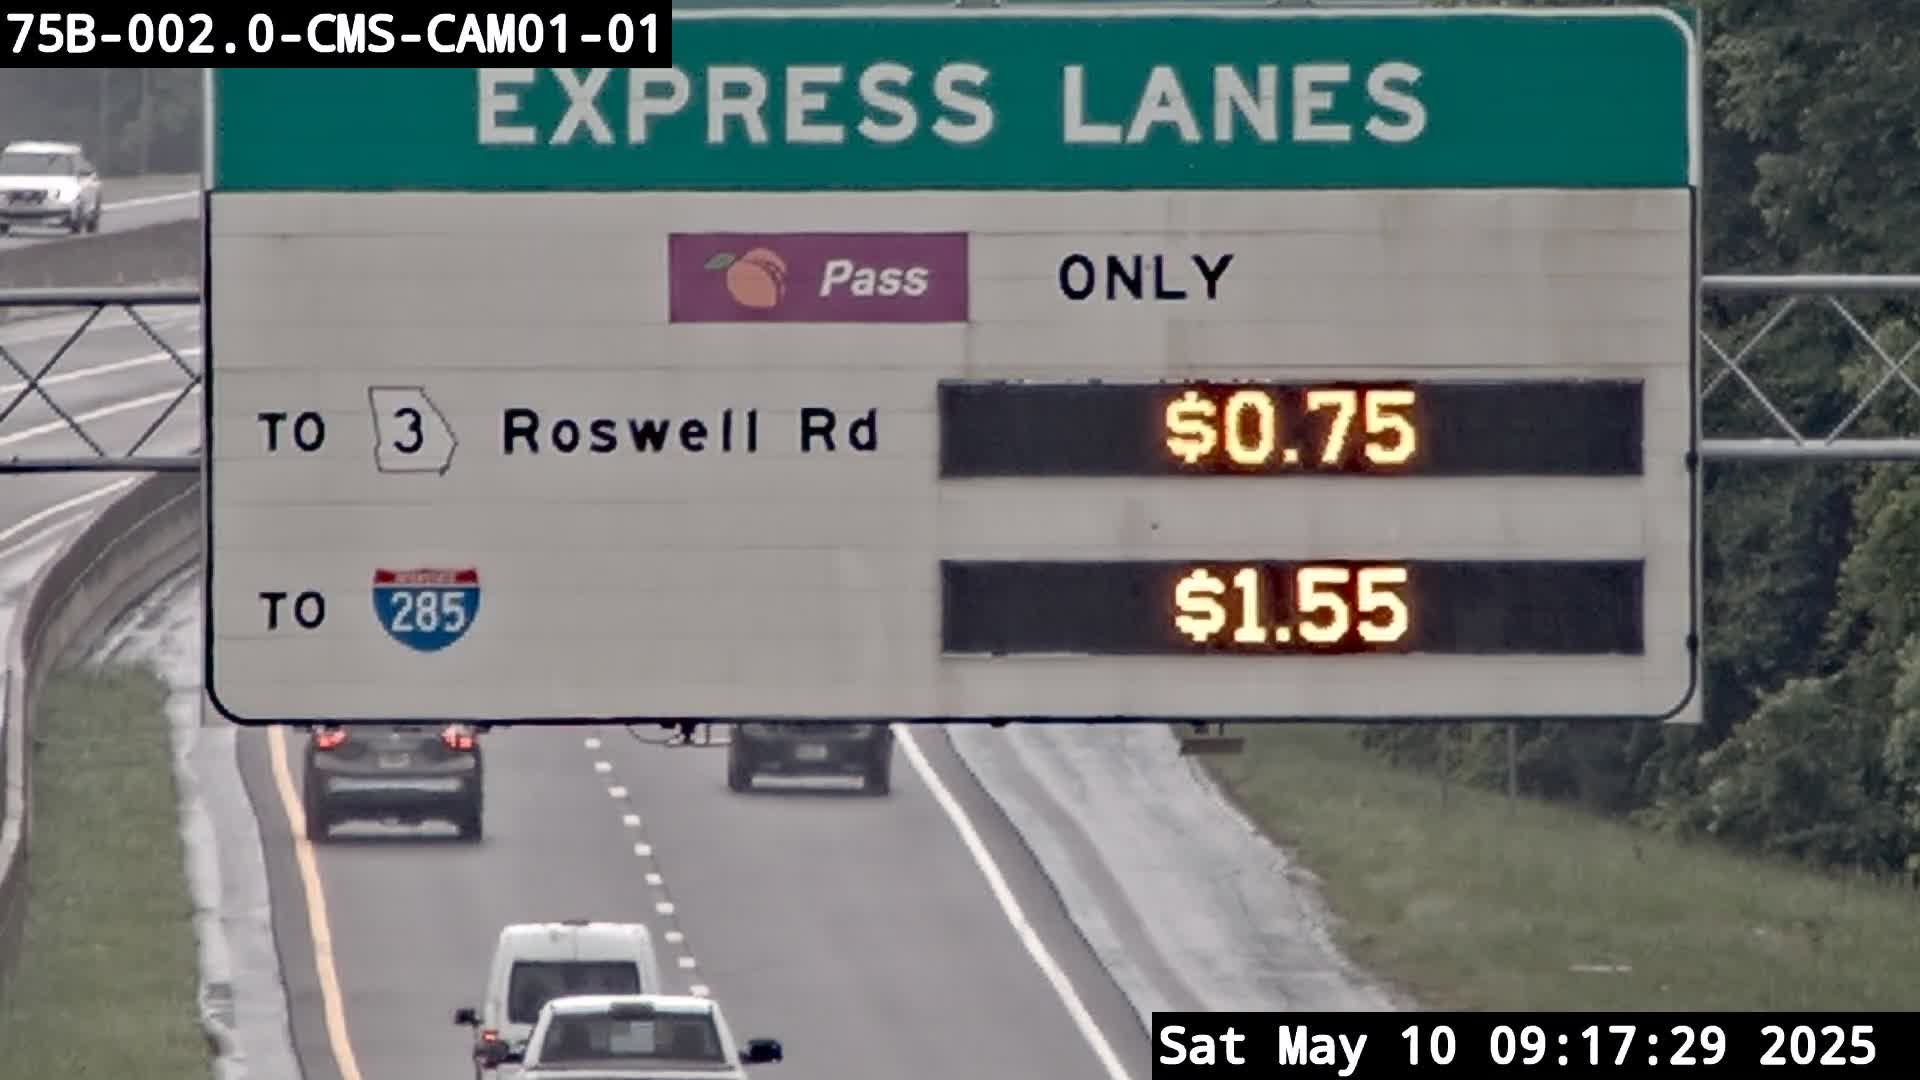 75B-002.0-CMS-CAM01-01
EXPRESS LANES
Pass ONLY
TO 3 Roswell Rd $0.75
TO INTERSTATE 285 $1.55
Sat May 10 09:17:29 2025